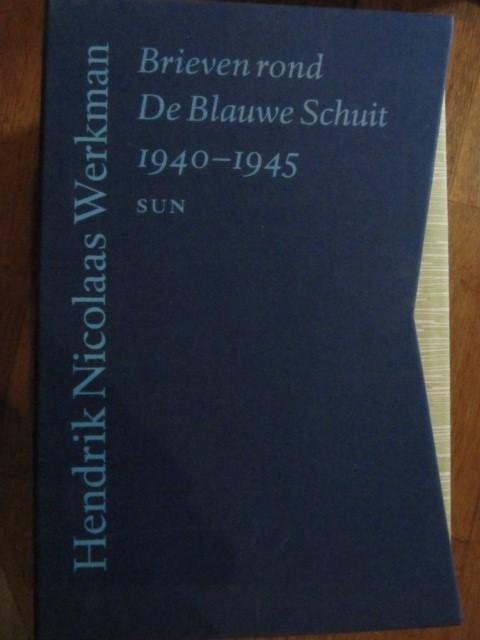 Hendrik Nicolaas Werkman
Brieven rond
De Blauwe Schuit
1940–1945
SUN